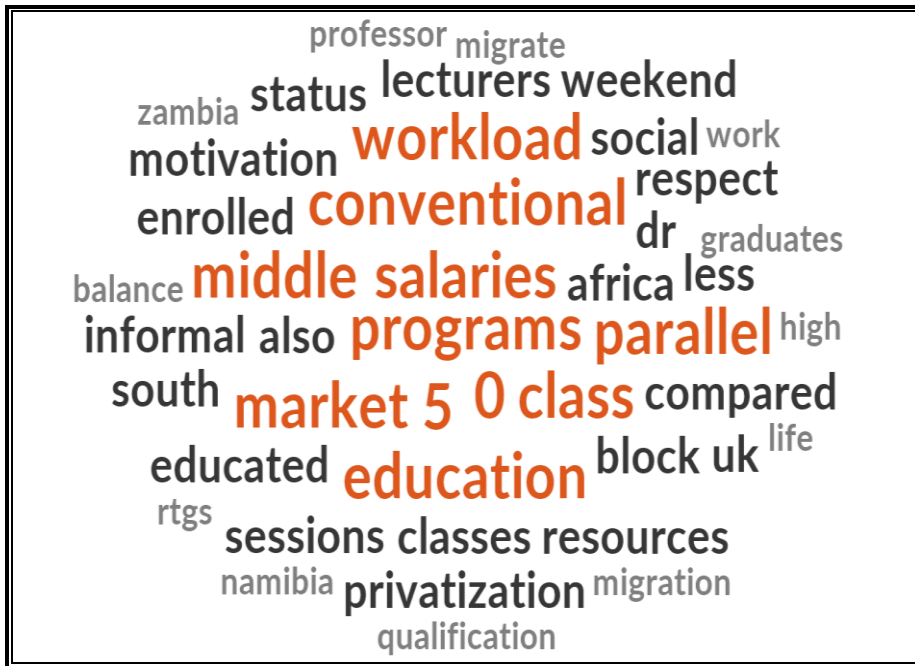 professor migrate
status lecturers weekend
zambia workload social work
motivation respect
enrolled conventional dr graduates
balance middle salaries africa less
informal also programs parallel high
south market 5 0 class compared
educated education block uk life
rtgs sessions classes resources
namibia privatization migration
qualification